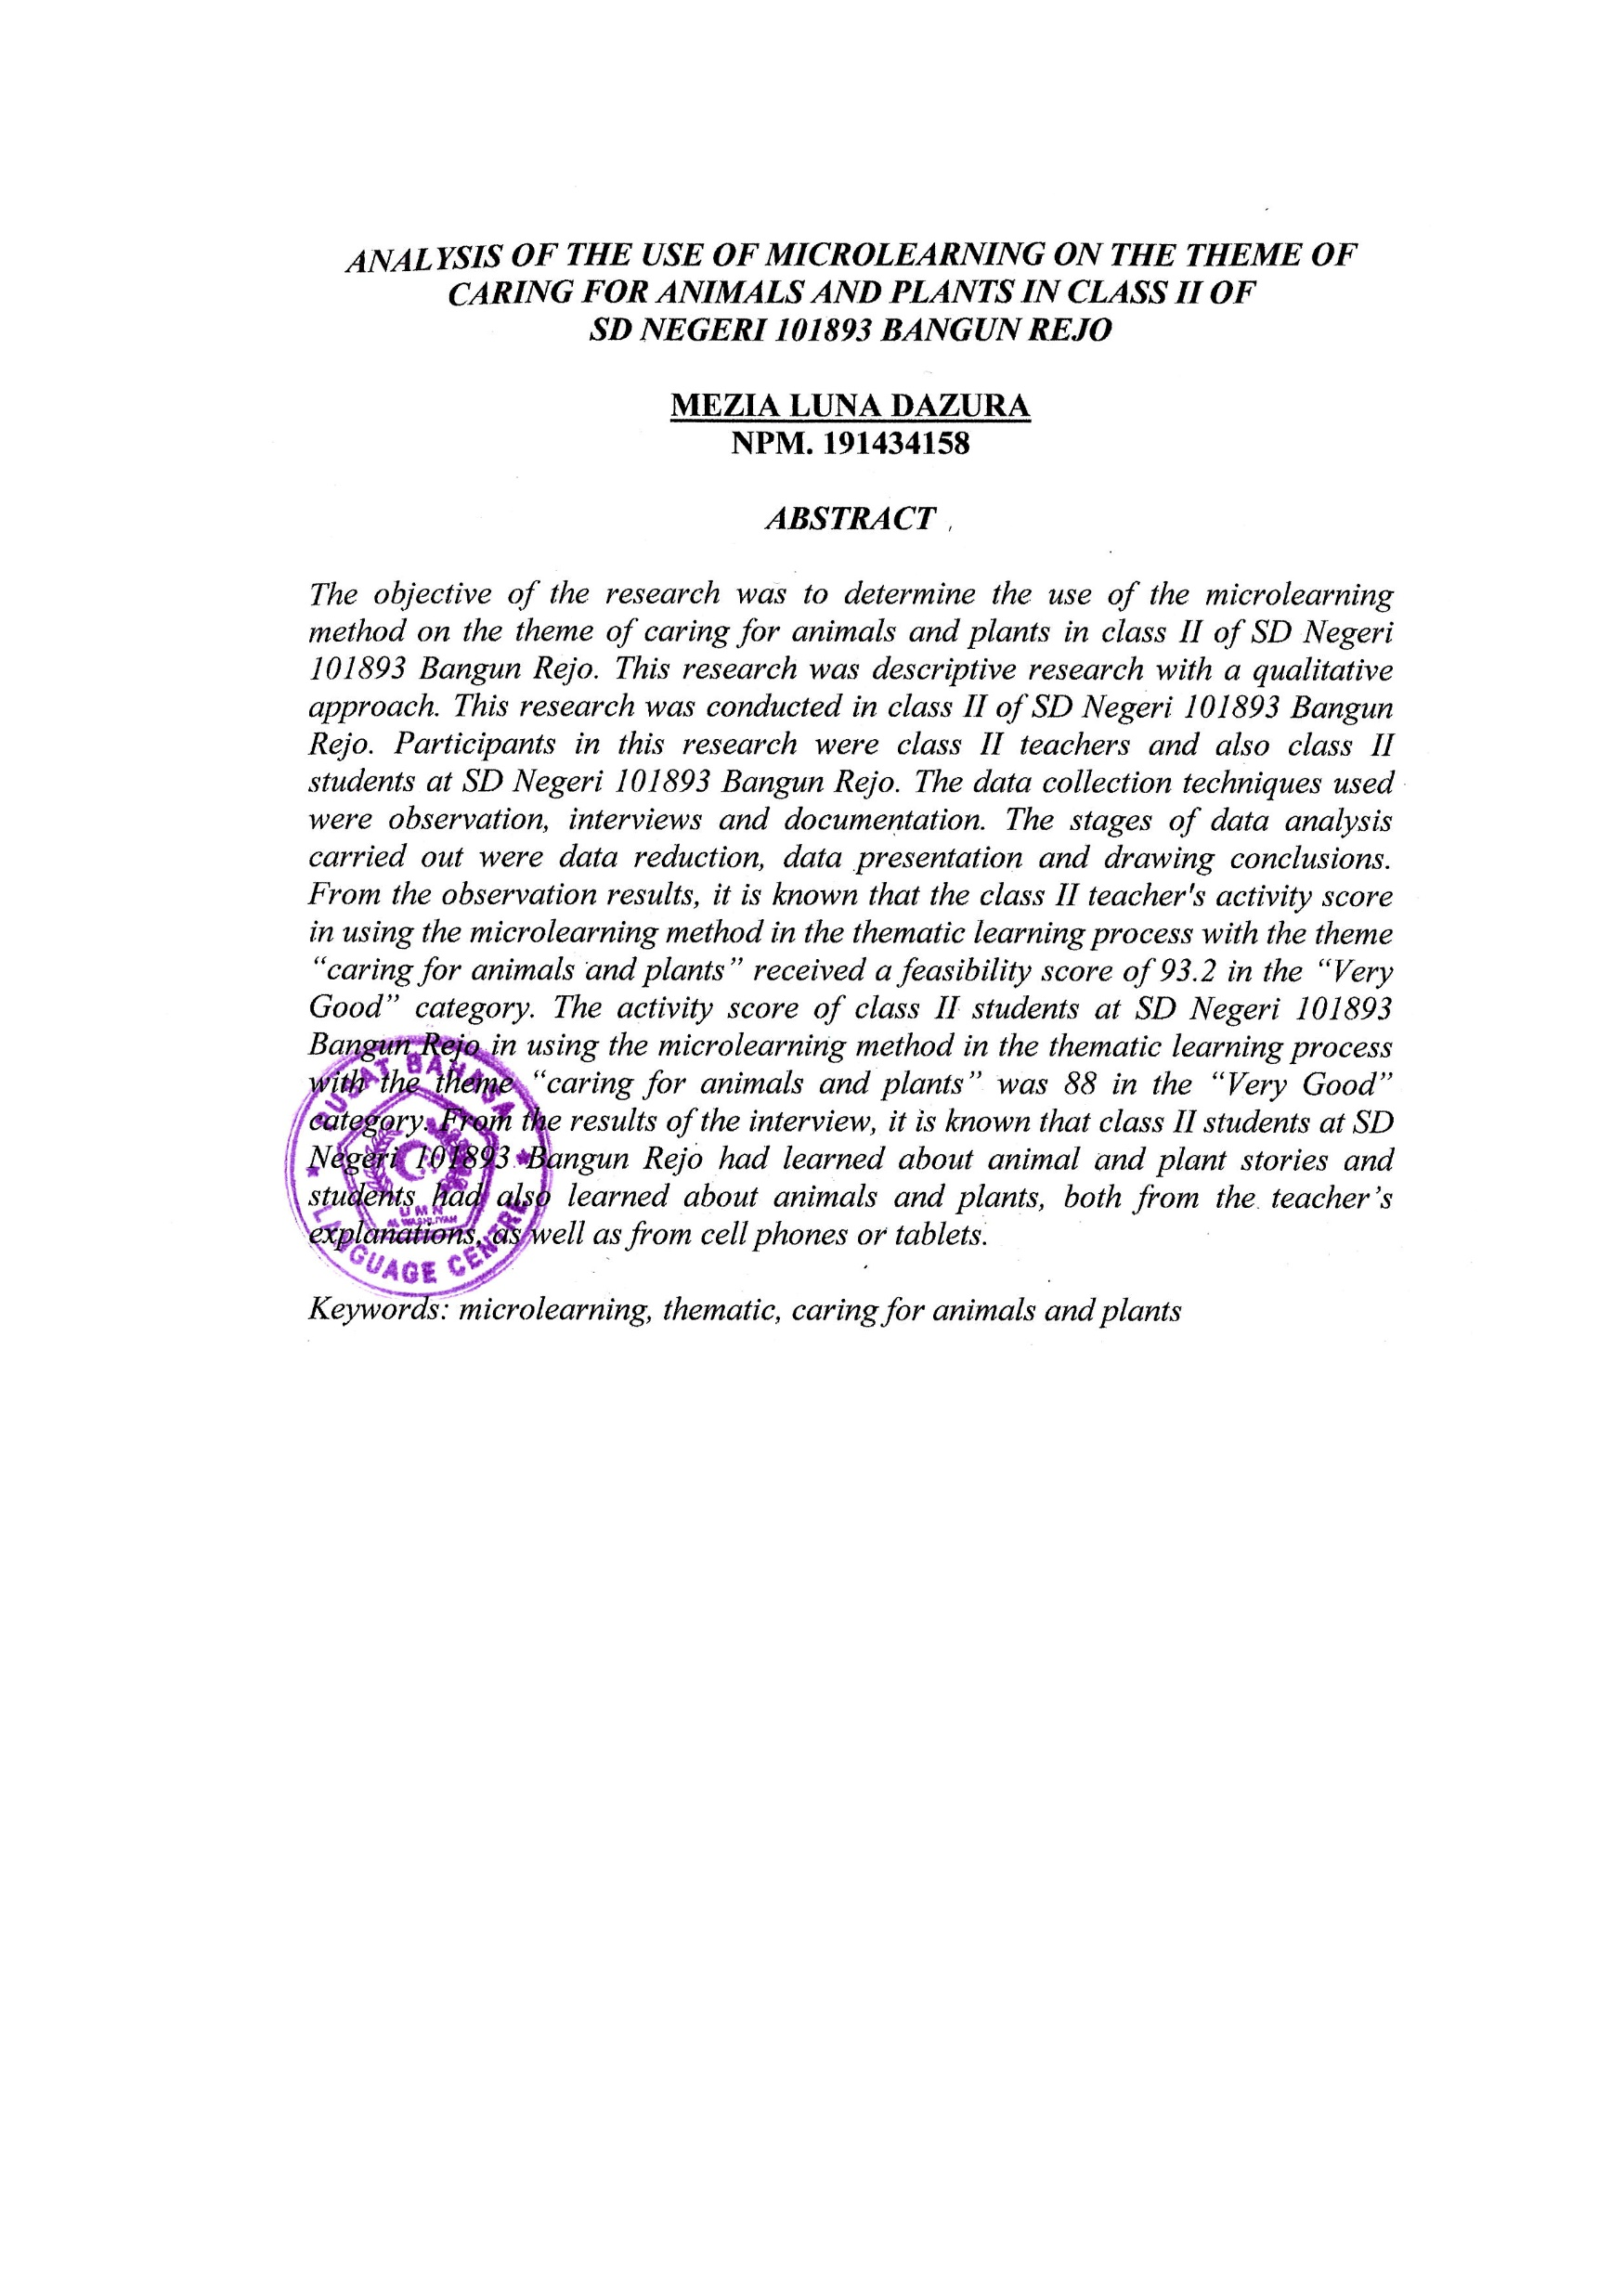 ANALYSIS OF THE USE OF MICROLEARNING ON THE THEME OF
CARING FOR ANIMALS AND PLANTS IN CLASS II OF
SD NEGERI 101893 BANGUN REJO
MEZIA LUNA DAZURA
NPM. 191434158
ABSTRACT
The objective of the research was to determine the use of the microlearning
method on the theme of caring for animals and plants in class II of SD Negeri
101893 Bangun Rejo. This research was descriptive research with a qualitative
approach. This research was conducted in class II of SD Negeri 101893 Bangun
Rejo. Participants in this research were class II teachers and also class II
students at SD Negeri 101893 Bangun Rejo. The data collection techniques used
were observation, interviews and documentation. The stages of data analysis
carried out were data reduction, data presentation and drawing conclusions.
From the observation results, it is known that the class II teacher's activity score
in using the microlearning method in the thematic learning process with the theme
“caring for animals and plants” received a feasibility score of 93.2 in the “Very
Good” category. The activity score of class II students at SD Negeri 101893
Bangun Rejo in using the microlearning method in the thematic learning process
with the theme “caring for animals and plants” was 88 in the “Very Good”
category. From the results of the interview, it is known that class II students at SD
Negeri 101893 Bangun Rejo had learned about animal and plant stories and
students had also learned about animals and plants, both from the teacher’s
explanations, as well as from cell phones or tablets.
Keywords: microlearning, thematic, caring for animals and plants
PUSAT BAHASA
UMN
AL WASHLIYAH
LANGUAGE CENTRE